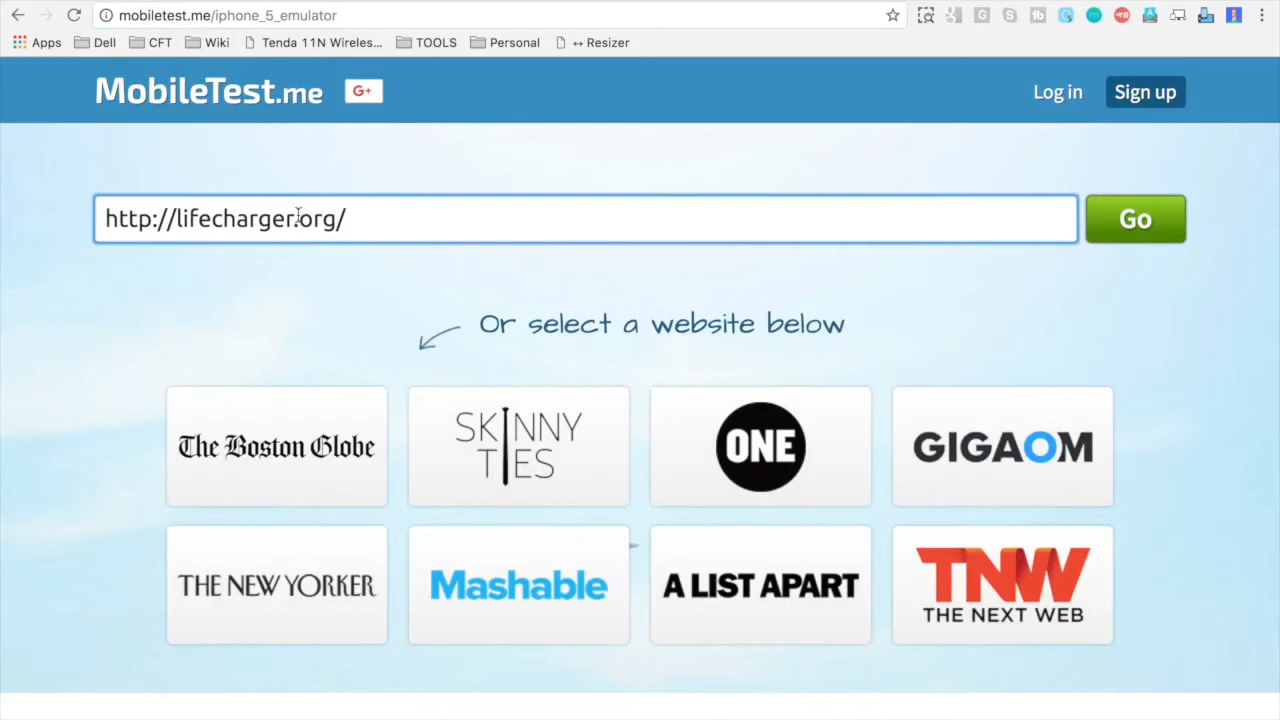 mobiletest.me/iphone_5_emulator
Apps Dell CFT Wiki Tenda 11N Wireles... TOOLS Personal ↔ Resizer
MobileTest.me G+ Log in Sign up
http://lifecharger.org/ Go
Or select a website below
The Boston Globe
SKINNY
TIES
ONE
GIGAOM
THE NEW YORKER
Mashable
A LIST APART
TNW
THE NEXT WEB